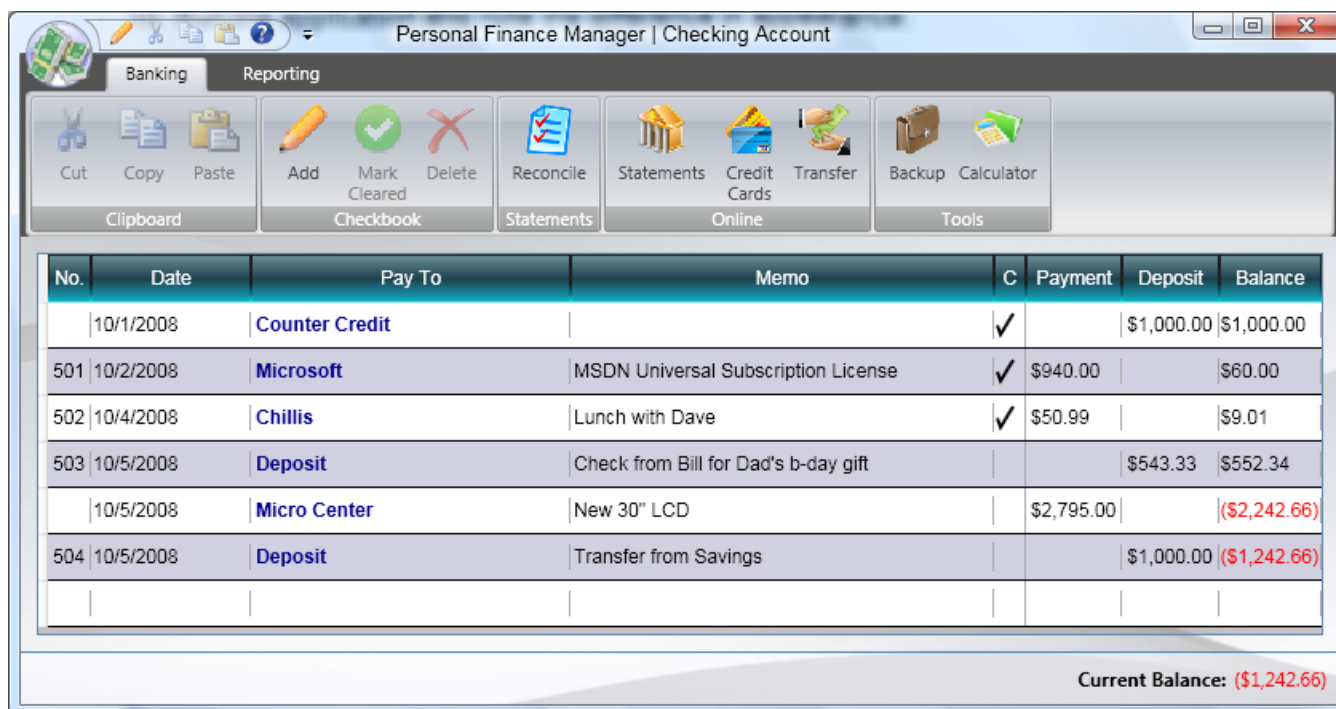 Personal Finance Manager | Checking Account
Banking Reporting
Cut Copy Paste Add Mark Cleared Delete Reconcile Statements Credit Cards Transfer Backup Calculator
Clipboard Checkbook Statements Online Tools
No. Date Pay To Memo C Payment Deposit Balance
10/1/2008 Counter Credit ✓ $1,000.00 $1,000.00
501 10/2/2008 Microsoft MSDN Universal Subscription License ✓ $940.00 $60.00
502 10/4/2008 Chillis Lunch with Dave ✓ $50.99 $9.01
503 10/5/2008 Deposit Check from Bill for Dad's b-day gift $543.33 $552.34
10/5/2008 Micro Center New 30" LCD $2,795.00 ($2,242.66)
504 10/5/2008 Deposit Transfer from Savings $1,000.00 ($1,242.66)
Current Balance: ($1,242.66)